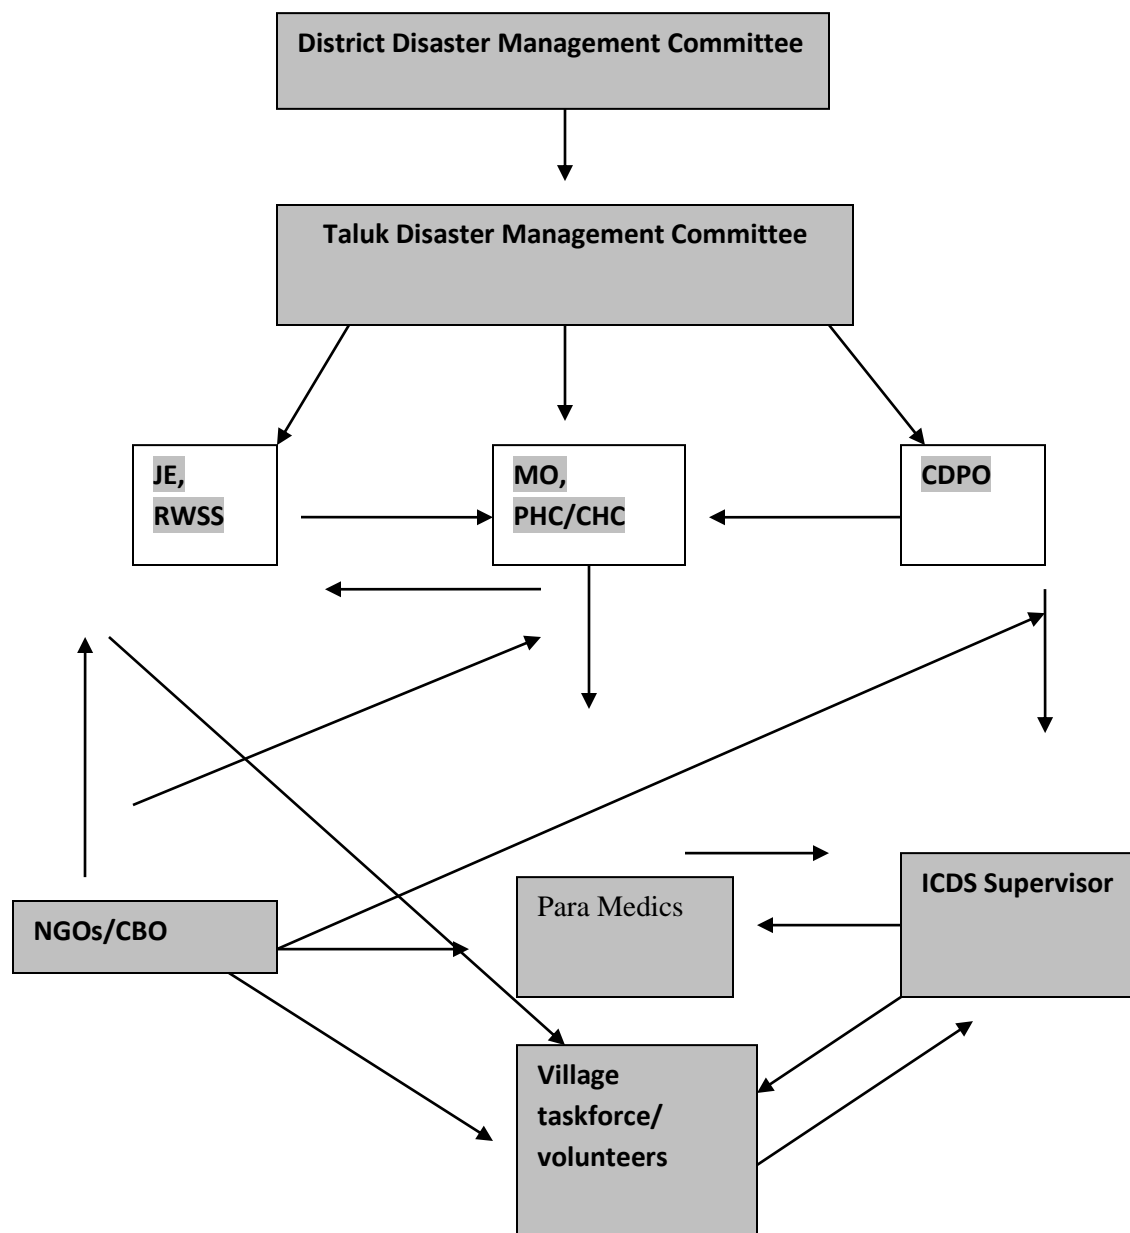 District Disaster Management Committee
Taluk Disaster Management Committee
JE,
RWSS
MO,
PHC/CHC
CDPO
NGOs/CBO
Para Medics
ICDS Supervisor
Village
taskforce/
volunteers